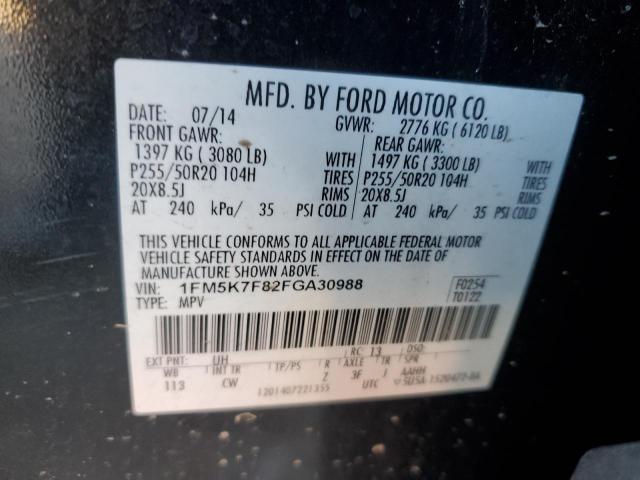 MFD. BY FORD MOTOR CO.
DATE: 07/14 GVWR: 2776 KG ( 6120 LB)
FRONT GAWR: REAR GAWR:
1397 KG ( 3080 LB) WITH 1497 KG ( 3300 LB) WITH
P255/50R20 104H TIRES P255/50R20 104H TIRES
20X8.5J RIMS 20X8.5J RIMS
AT 240 kPa/ 35 PSI COLD AT 240 kPa/ 35 PSI COLD
THIS VEHICLE CONFORMS TO ALL APPLICABLE FEDERAL MOTOR
VEHICLE SAFETY STANDARDS IN EFFECT ON THE DATE OF
MANUFACTURE SHOWN ABOVE.
VIN: 1FM5K7F82FGA30988 F0254
TYPE: MPV T0122
EXT PNT: UH RC: 13 DSO:
WB INT TR TP/PS R AXLE TR SPR
113 CW Z 3F J AAHH
1201407221355 UTC